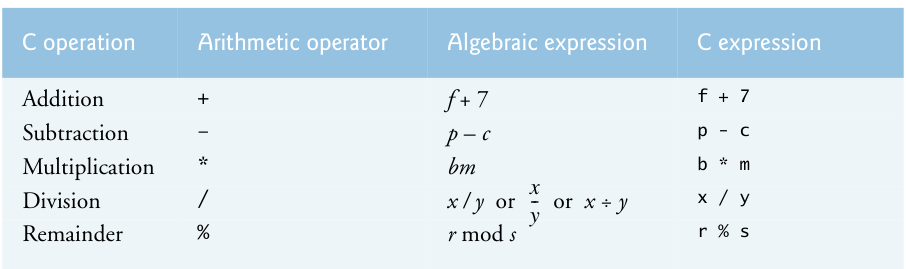 C operation Arithmetic operator Algebraic expression C expression
Addition + f + 7 f + 7
Subtraction – p – c p - c
Multiplication * bm b * m
Division / x / y or x/y or x ÷ y x / y
Remainder % r mod s r % s